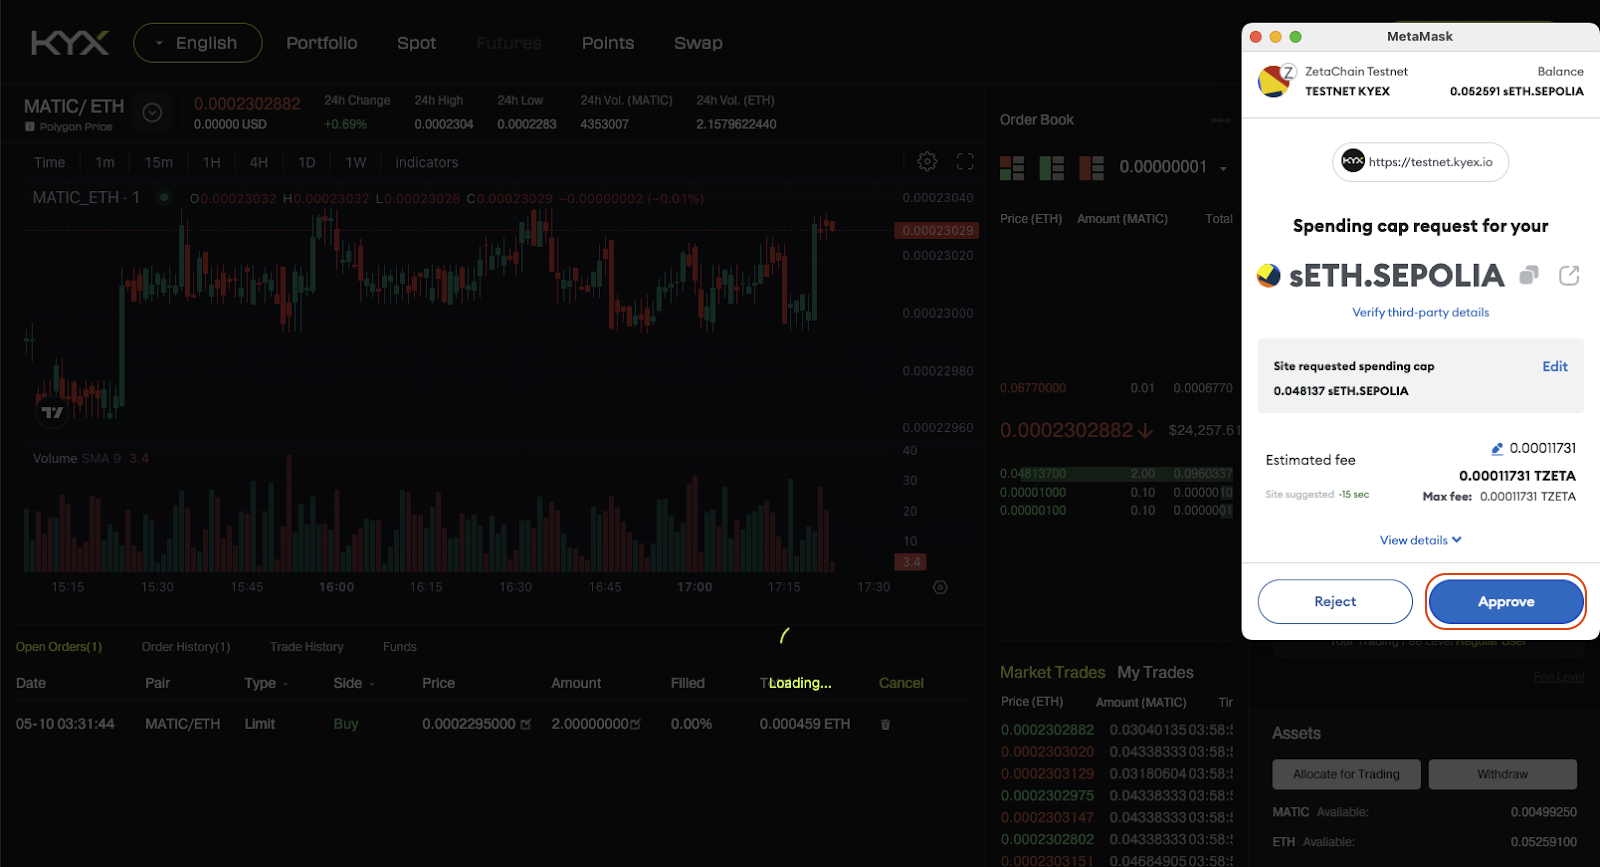 KYX
English
Portfolio
Spot
Futures
Points
Swap
MATIC/ ETH
Polygon Price
0.0002302882
0.00000 USD
24h Change
+0.69%
24h High
0.0002304
24h Low
0.0002283
24h Vol. (MATIC)
4353007
24h Vol. (ETH)
2.1579622440
Time 1m 15m 1H 4H 1D 1W Indicators
MATIC_ETH · 1 O0.00023032 H0.00023032 L0.00023028 C0.00023029 −0.00000002 (−0.01%)
0.00023040
0.00023029
0.00023020
0.00023000
0.00022980
0.00022960
Volume SMA 9 3.4
40
30
20
10
3.4
15:15 15:30 15:45 16:00 16:15 16:30 16:45 17:00 17:15 17:30
Order Book
0.00000001
Price (ETH) Amount (MATIC) Total
0.06770000 0.01 0.0006770
0.0002302882 $24,257.61
0.04813700 2.00 0.0960337
0.00001000 0.10 0.0000010
0.00000100 0.10 0.0000001
Open Orders(1) Order History(1) Trade History Funds
Date Pair Type Side Price Amount Filled Cancel
Loading...
05-10 03:31:44 MATIC/ETH Limit Buy 0.0002295000 2.00000000 0.00% 0.000459 ETH
Market Trades My Trades
Price (ETH) Amount (MATIC)
0.0002302882 0.03040135 03:58:5
0.0002303020 0.04338333 03:58:5
0.0002303129 0.03180604 03:58:5
0.0002302975 0.04338333 03:58:5
0.0002303147 0.04338333 03:58:5
0.0002302802 0.04338333 03:58:5
0.0002303151 0.04684905 03:58:5
MetaMask
ZetaChain Testnet
TESTNET KYEX
Balance
0.052591 sETH.SEPOLIA
KYX https://testnet.kyex.io
Spending cap request for your
sETH.SEPOLIA
Verify third-party details
Site requested spending cap Edit
0.048137 sETH.SEPOLIA
Estimated fee
0.00011731
0.00011731 TZETA
Site suggested ~15 sec
Max fee: 0.00011731 TZETA
View details
Reject
Approve
Your Trading Fee Level Regular User
Fee Level
Assets
Allocate for Trading
Withdraw
MATIC Avaliable: 0.00499250
ETH Avaliable: 0.05259100